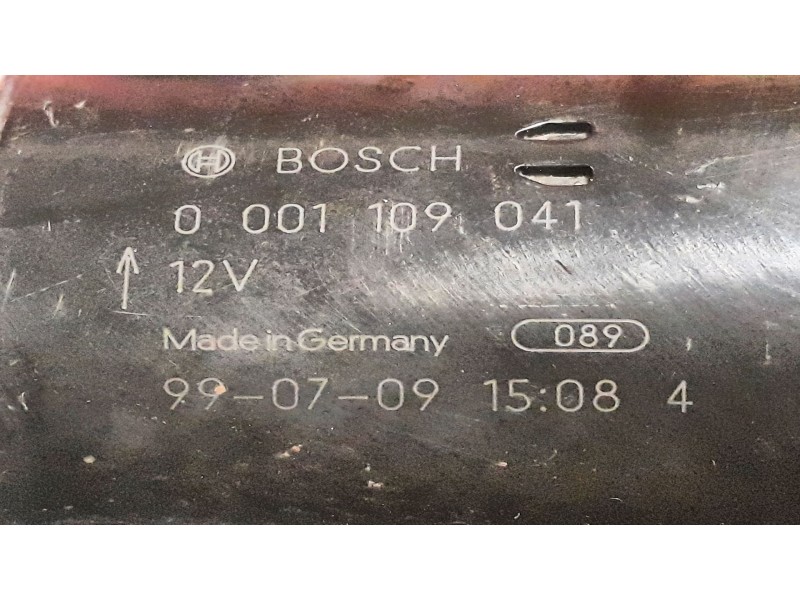 BOSCH
0 001 109 041
↑ 12V
Made in Germany 089
99-07-09 15:08 4